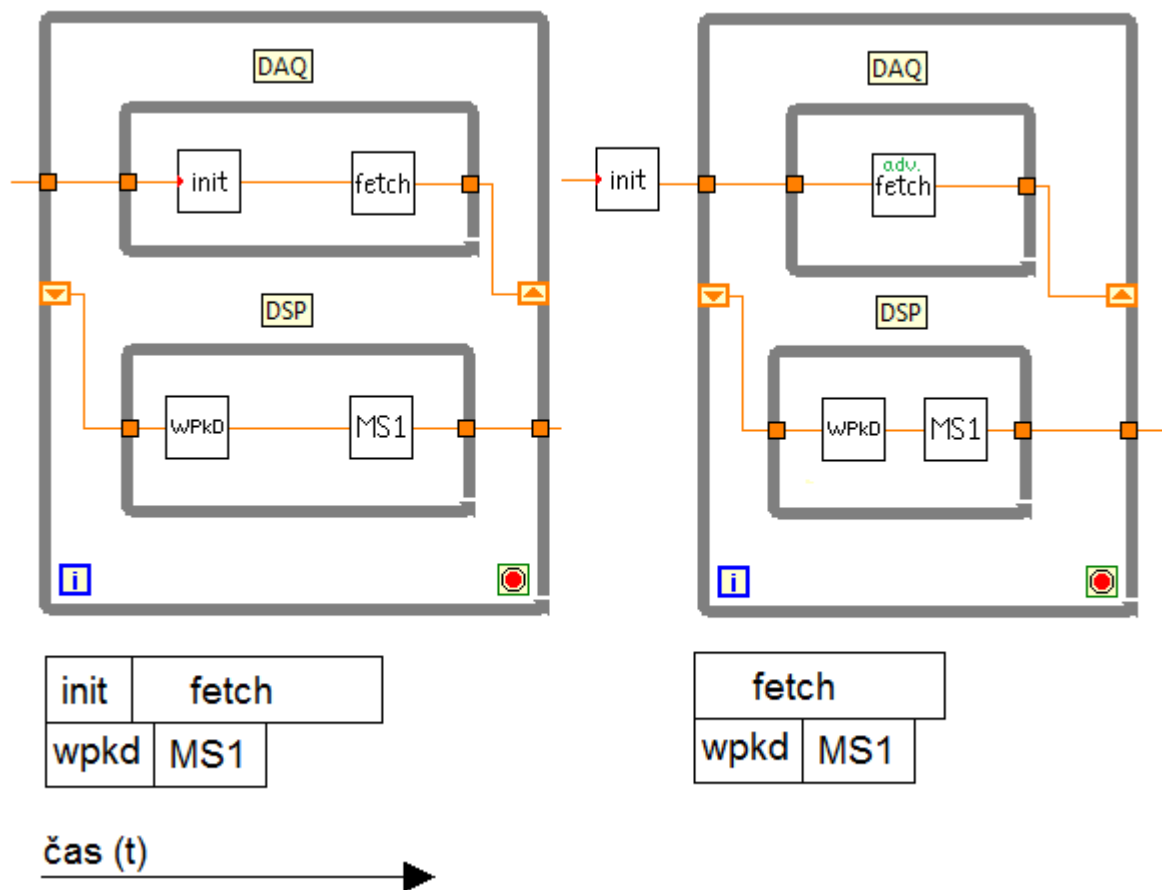 DAQ
init
fetch
DSP
WPkD
MS1
i
init fetch
wpkd MS1
čas (t)
init
DAQ
adv.
fetch
DSP
WPkD
MS1
i
fetch
wpkd MS1